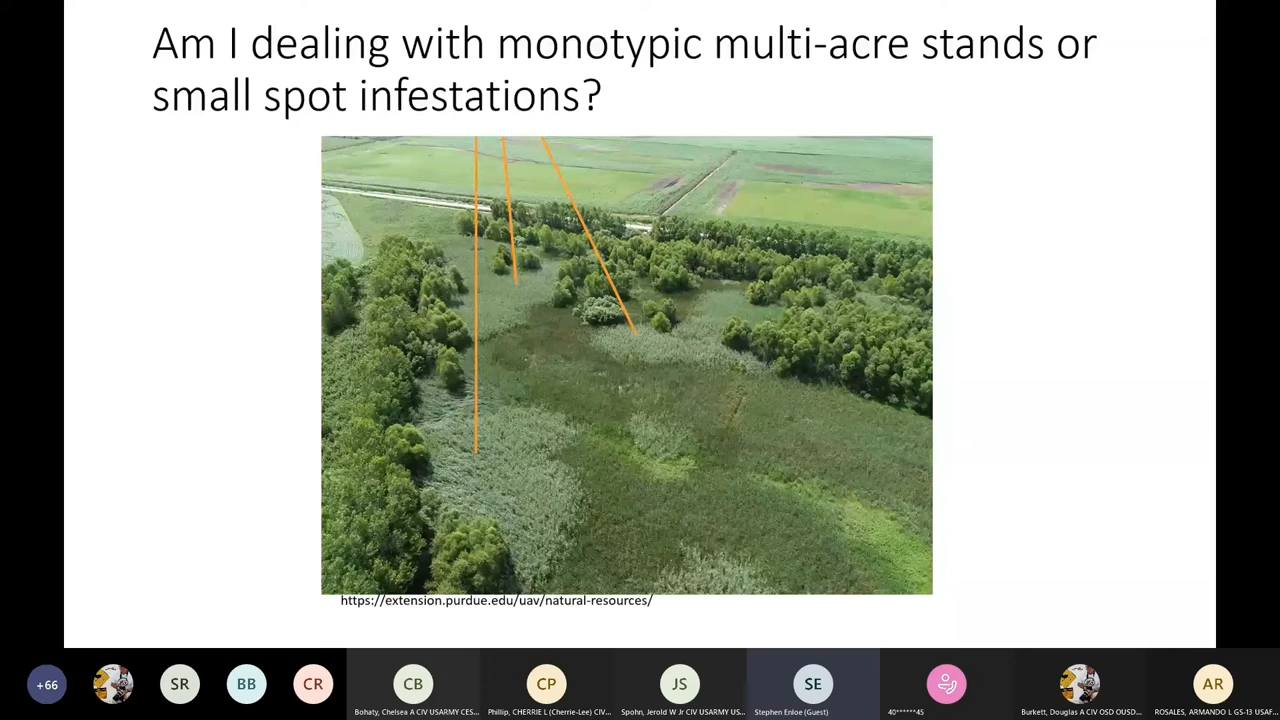 Am I dealing with monotypic multi-acre stands or
small spot infestations?
https://extension.purdue.edu/uav/natural-resources/
+66
SR
BB
CR
CB
CP
JS
SE
AR
Bohaty, Chelsea A CIV USARMY CES...
Phillip, CHERRIE L (Cherrie-Lee) CIV...
Spohn, Jerold W Jr CIV USARMY US...
Stephen Enloe (Guest)
40******45
Burkett, Douglas A CIV OSD OUSD...
ROSALES, ARMANDO L GS-13 USAF...